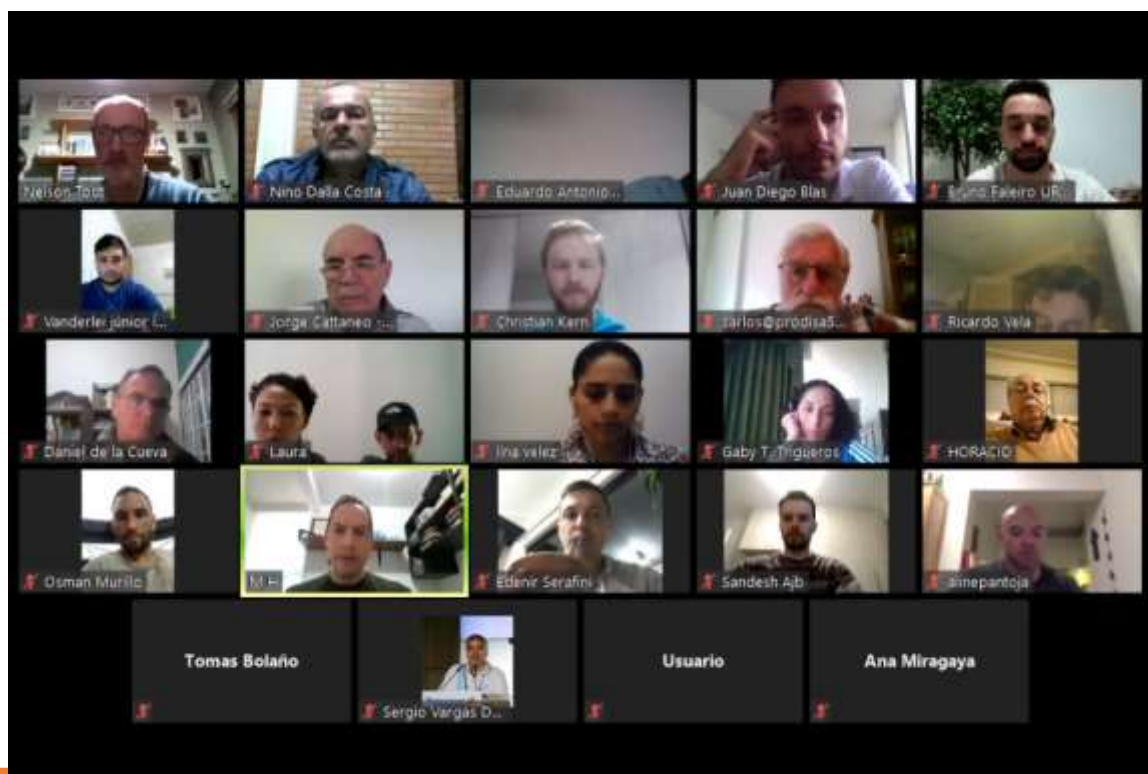 Nelson Tost
Nino Dalla Costa
Eduardo Antonio...
Juan Diego Blas
Bruno Faleiro UR...
Vanderlei júnior (...
Jorge Cattaneo -...
Christian Kern
carlos@prodisa5...
Ricardo Vela
Daniel de la Cueva
Laura
lina velez
Gaby T. Trigueros
HORACIO
Osman Murillo
M.H
Edenir Serafini
Sandesh Ajb
alinepantoja
Tomas Bolaño
Sergio Vargas D...
Usuario
Ana Miragaya